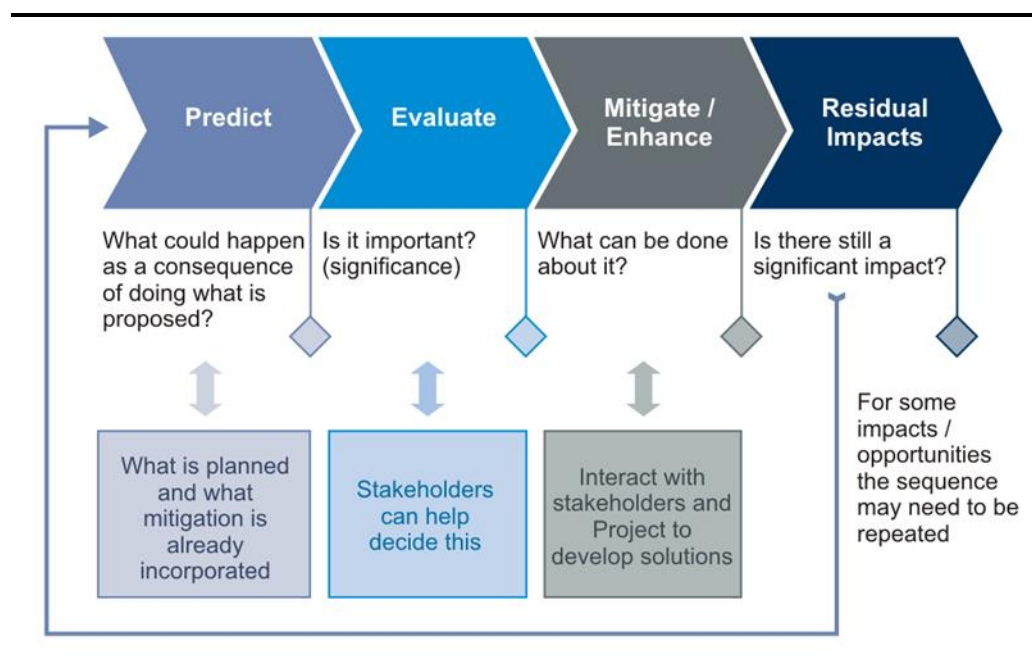 Predict
Evaluate
Mitigate /
Enhance
Residual
Impacts
What could happen
as a consequence
of doing what is
proposed?
Is it important?
(significance)
What can be done
about it?
Is there still a
significant impact?
What is planned
and what
mitigation is
already
incorporated
Stakeholders
can help
decide this
Interact with
stakeholders and
Project to
develop solutions
For some
impacts /
opportunities
the sequence
may need to be
repeated